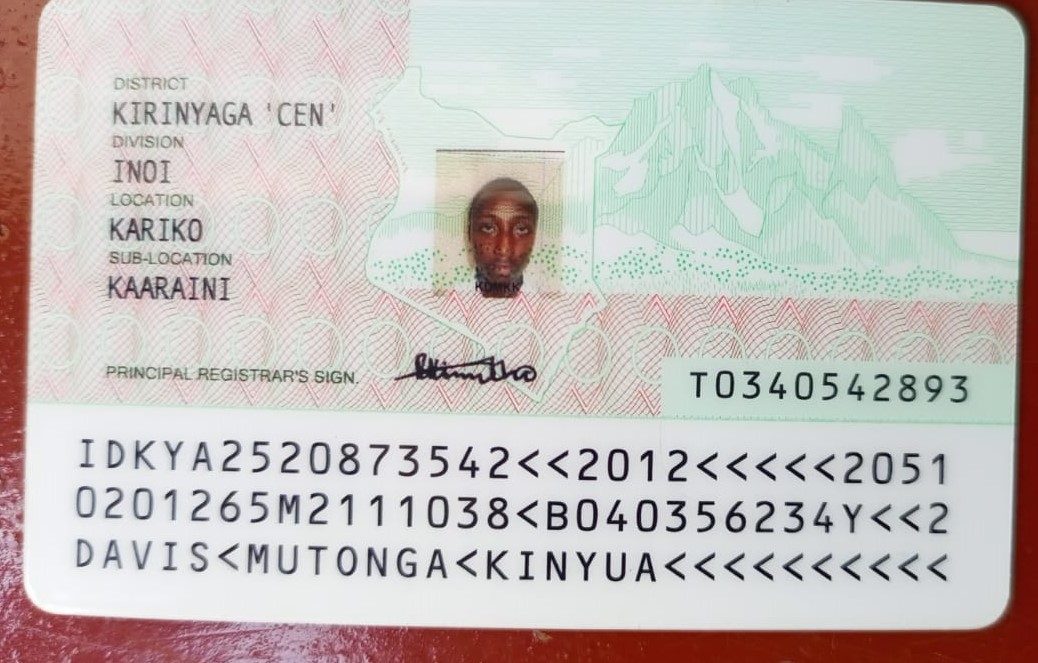 DISTRICT
KIRINYAGA 'CEN'
DIVISION
INOI
LOCATION
KARIKO
SUB-LOCATION
KAARAINI
PRINCIPAL REGISTRAR'S SIGN.
T0340542893
IDKYA2520873542<<2012<<<<<2051
0201265M2111038<B040356234Y<<2
DAVIS<MUTONGA<KINYUA<<<<<<<<<<